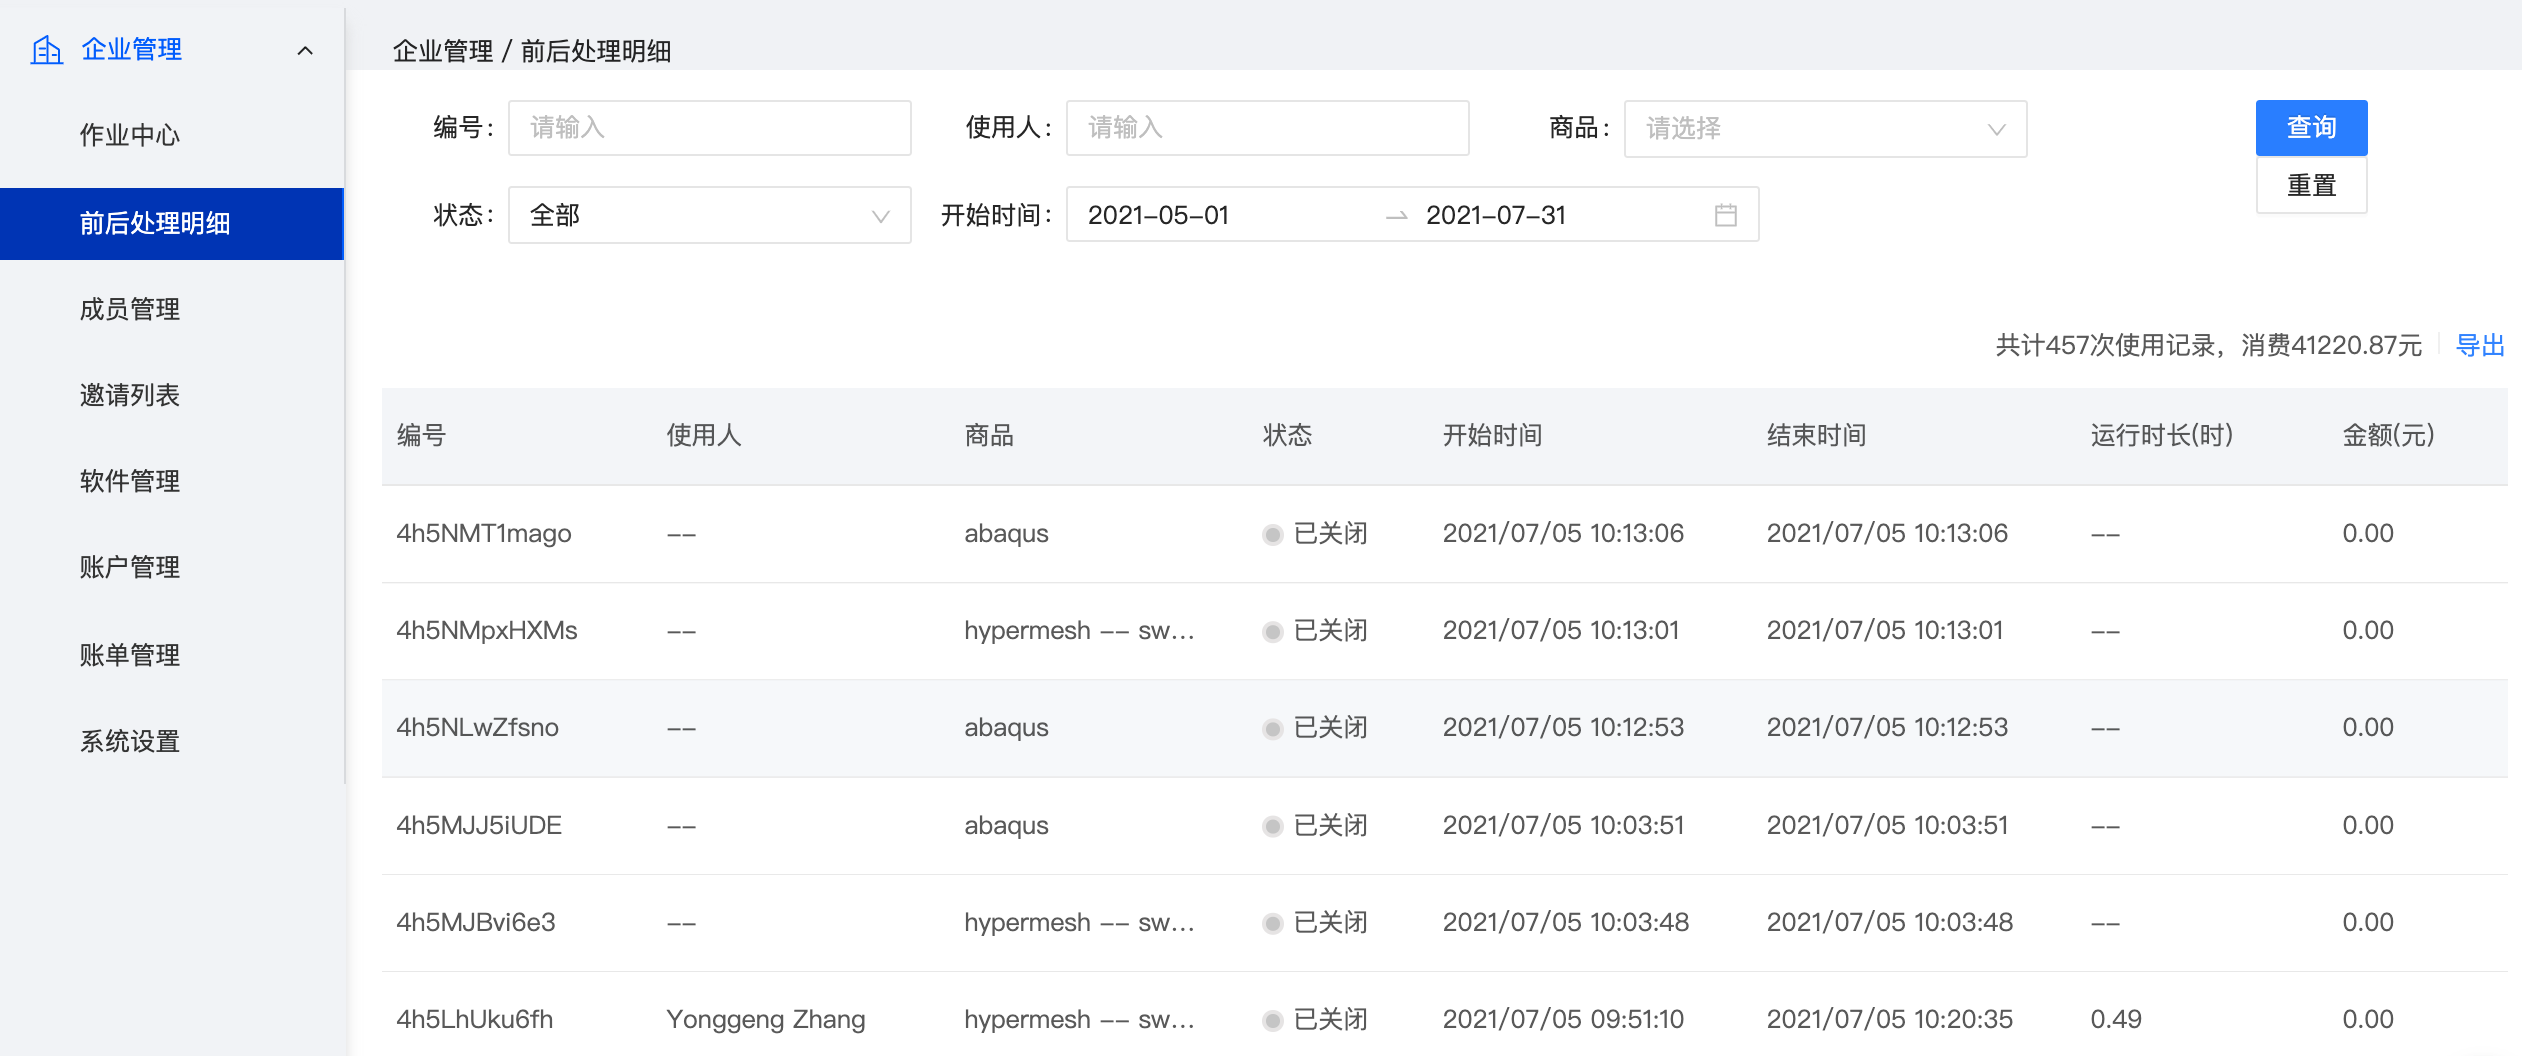 企业管理
作业中心
前后处理明细
成员管理
邀请列表
软件管理
账户管理
账单管理
系统设置
企业管理 / 前后处理明细
编号： 请输入 使用人： 请输入 商品： 请选择 查询
重置
状态： 全部 开始时间： 2021-05-01 → 2021-07-31
共计457次使用记录，消费41220.87元 导出
编号 使用人 商品 状态 开始时间 结束时间 运行时长(时) 金额(元)
4h5NMT1mago -- abaqus 已关闭 2021/07/05 10:13:06 2021/07/05 10:13:06 -- 0.00
4h5NMpxHXMs -- hypermesh -- sw... 已关闭 2021/07/05 10:13:01 2021/07/05 10:13:01 -- 0.00
4h5NLwZfsno -- abaqus 已关闭 2021/07/05 10:12:53 2021/07/05 10:12:53 -- 0.00
4h5MJJ5iUDE -- abaqus 已关闭 2021/07/05 10:03:51 2021/07/05 10:03:51 -- 0.00
4h5MJBvi6e3 -- hypermesh -- sw... 已关闭 2021/07/05 10:03:48 2021/07/05 10:03:48 -- 0.00
4h5LhUku6fh Yonggeng Zhang hypermesh -- sw... 已关闭 2021/07/05 09:51:10 2021/07/05 10:20:35 0.49 0.00